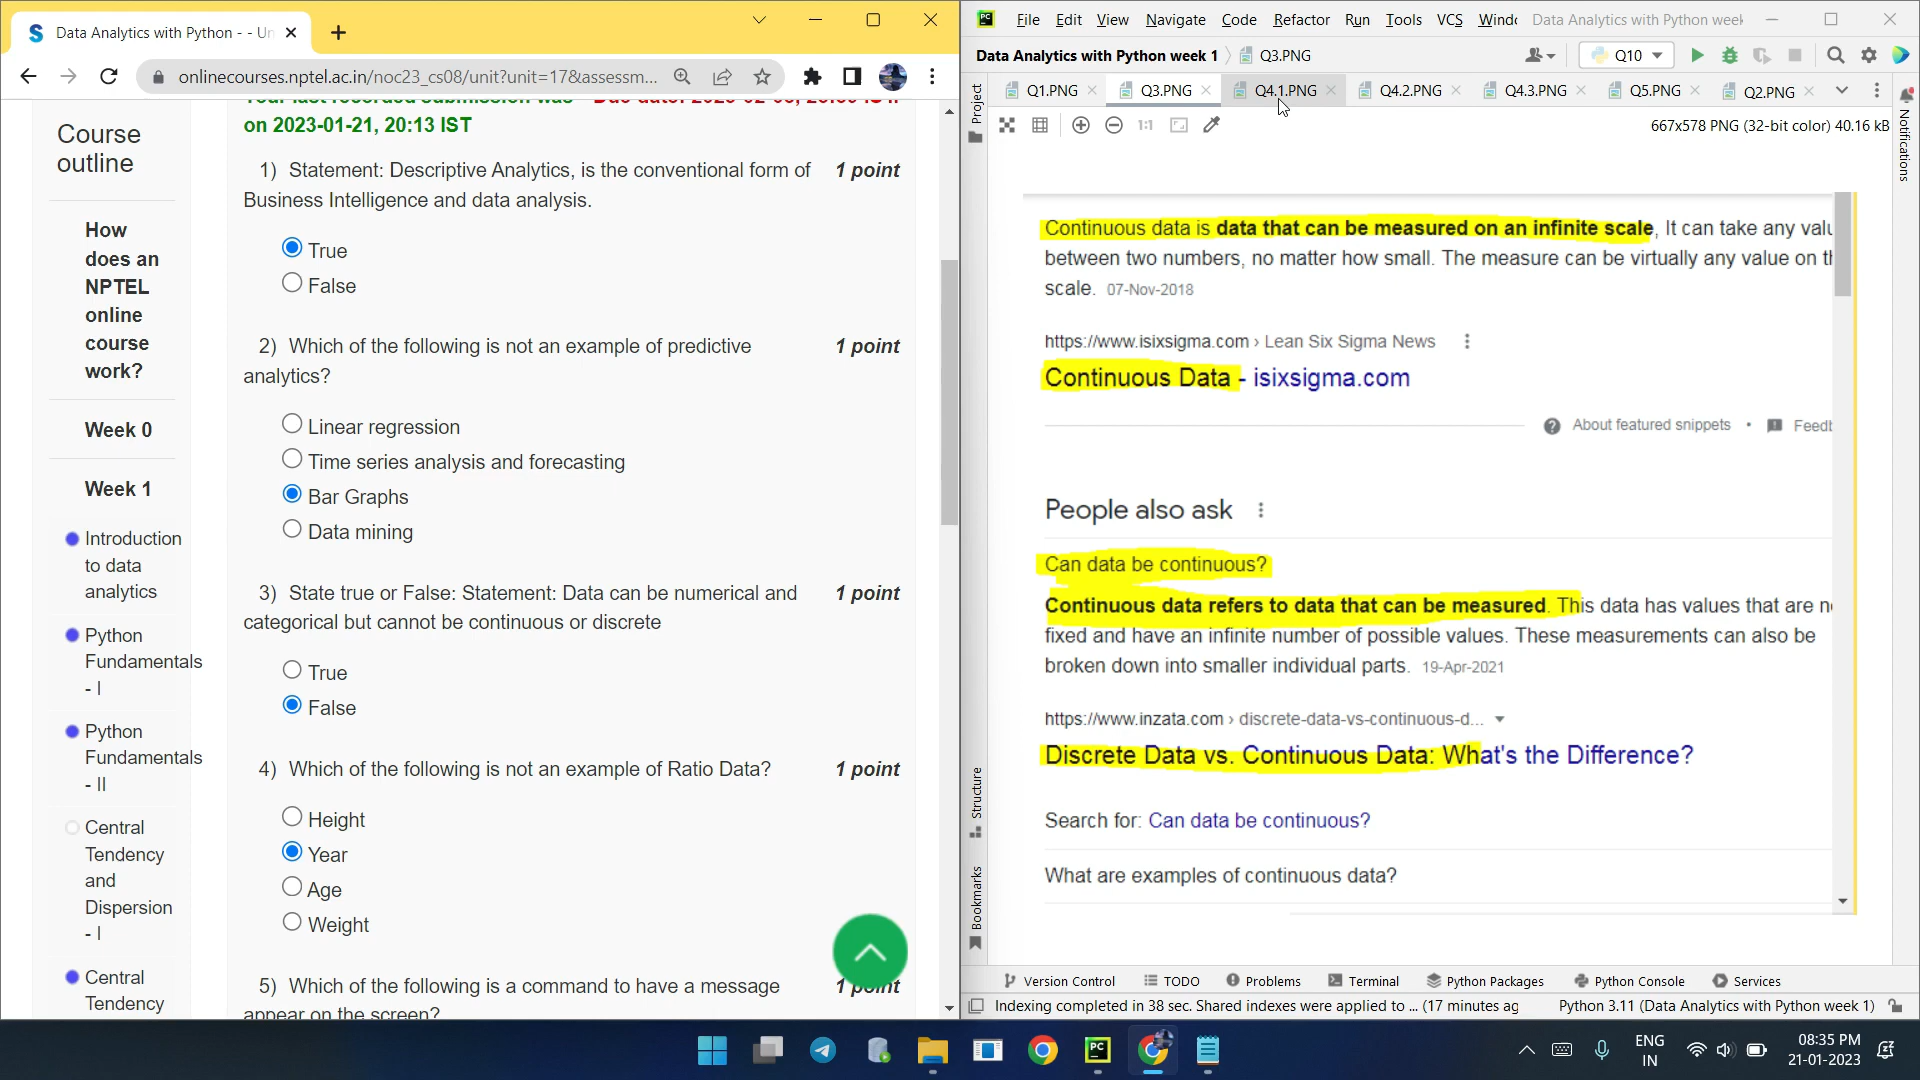 Data Analytics with Python - - Un
onlinecourses.nptel.ac.in/noc23_cs08/unit?unit=17&assessm...
Course
outline
How
does an
NPTEL
online
course
work?
Week 0
Week 1
Introduction
to data
analytics
Python
Fundamentals
- I
Python
Fundamentals
- II
Central
Tendency
and
Dispersion
- I
Central
Tendency
on 2023-01-21, 20:13 IST
1) Statement: Descriptive Analytics, is the conventional form of 1 point
Business Intelligence and data analysis.
True
False
2) Which of the following is not an example of predictive 1 point
analytics?
Linear regression
Time series analysis and forecasting
Bar Graphs
Data mining
3) State true or False: Statement: Data can be numerical and 1 point
categorical but cannot be continuous or discrete
True
False
4) Which of the following is not an example of Ratio Data? 1 point
Height
Year
Age
Weight
5) Which of the following is a command to have a message 1 point
appear on the screen?
PC File Edit View Navigate Code Refactor Run Tools VCS Windo Data Analytics with Python week
Data Analytics with Python week 1 Q3.PNG Q10
Q1.PNG Q3.PNG Q4.1.PNG Q4.2.PNG Q4.3.PNG Q5.PNG Q2.PNG
1:1 667x578 PNG (32-bit color) 40.16 kB
Project
Structure
Bookmarks
Notifications
Continuous data is data that can be measured on an infinite scale, It can take any valu
between two numbers, no matter how small. The measure can be virtually any value on th
scale. 07-Nov-2018
https://www.isixsigma.com › Lean Six Sigma News
Continuous Data - isixsigma.com
About featured snippets • Feedb
People also ask
Can data be continuous?
Continuous data refers to data that can be measured. This data has values that are n
fixed and have an infinite number of possible values. These measurements can also be
broken down into smaller individual parts. 19-Apr-2021
https://www.inzata.com › discrete-data-vs-continuous-d...
Discrete Data vs. Continuous Data: What's the Difference?
Search for: Can data be continuous?
What are examples of continuous data?
Version Control TODO Problems Terminal Python Packages Python Console Services
Indexing completed in 38 sec. Shared indexes were applied to ... (17 minutes ag Python 3.11 (Data Analytics with Python week 1)
PC
ENG
IN
08:35 PM
21-01-2023